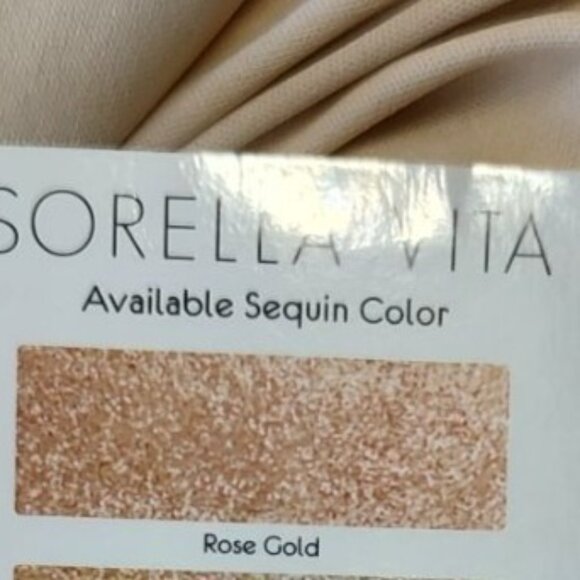 SORELLA VITA
Available Sequin Color
Rose Gold